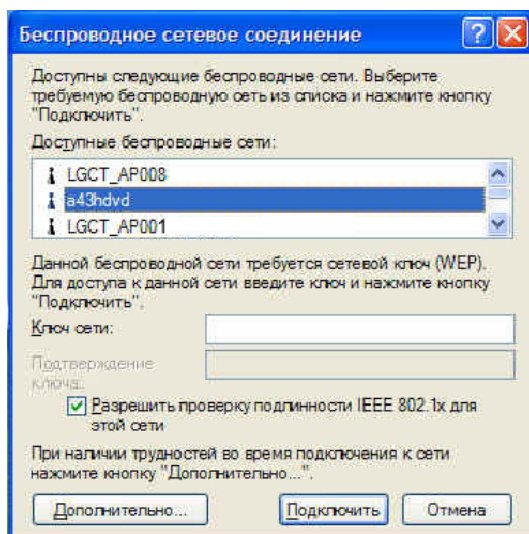 Беспроводное сетевое соединение
Доступны следующие беспроводные сети. Выберите
требуемую беспроводную сеть из списка и нажмите кнопку
"Подключить".
Доступные беспроводные сети:
LGCT_AP008
a43hdvd
LGCT_AP001
Данной беспроводной сети требуется сетевой ключ (WEP).
Для доступа к данной сети введите ключ и нажмите кнопку
"Подключить".
Ключ сети:
Подтверждение
ключа:
Разрешить проверку подлинности IEEE 802.1x для
этой сети
При наличии трудностей во время подключения к сети
нажмите кнопку "Дополнительно...".
Дополнительно... Подключить Отмена